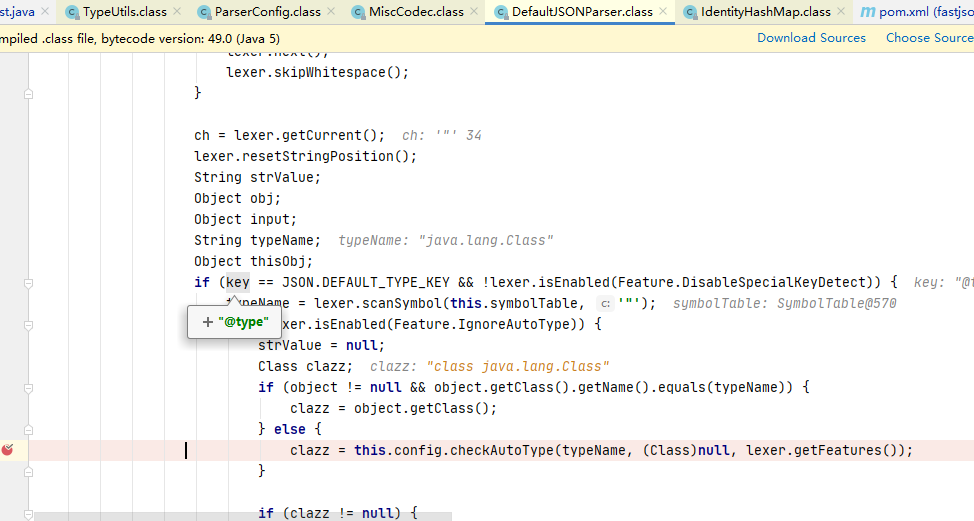 st.java TypeUtils.class ParserConfig.class MiscCodec.class DefaultJSONParser.class IdentityHashMap.class pom.xml (fastjso
mpiled .class file, bytecode version: 49.0 (Java 5) Download Sources Choose Source
lexer.next();
lexer.skipWhitespace();
}
ch = lexer.getCurrent(); ch: '"' 34
lexer.resetStringPosition();
String strValue;
Object obj;
Object input;
String typeName; typeName: "java.lang.Class"
Object thisObj;
if (key == JSON.DEFAULT_TYPE_KEY && !lexer.isEnabled(Feature.DisableSpecialKeyDetect)) { key: "@t
typeName = lexer.scanSymbol(this.symbolTable, c: '"'); symbolTable: SymbolTable@570
+ "@type" exer.isEnabled(Feature.IgnoreAutoType)) {
strValue = null;
Class clazz; clazz: "class java.lang.Class"
if (object != null && object.getClass().getName().equals(typeName)) {
clazz = object.getClass();
} else {
clazz = this.config.checkAutoType(typeName, (Class)null, lexer.getFeatures());
}
if (clazz != null) {